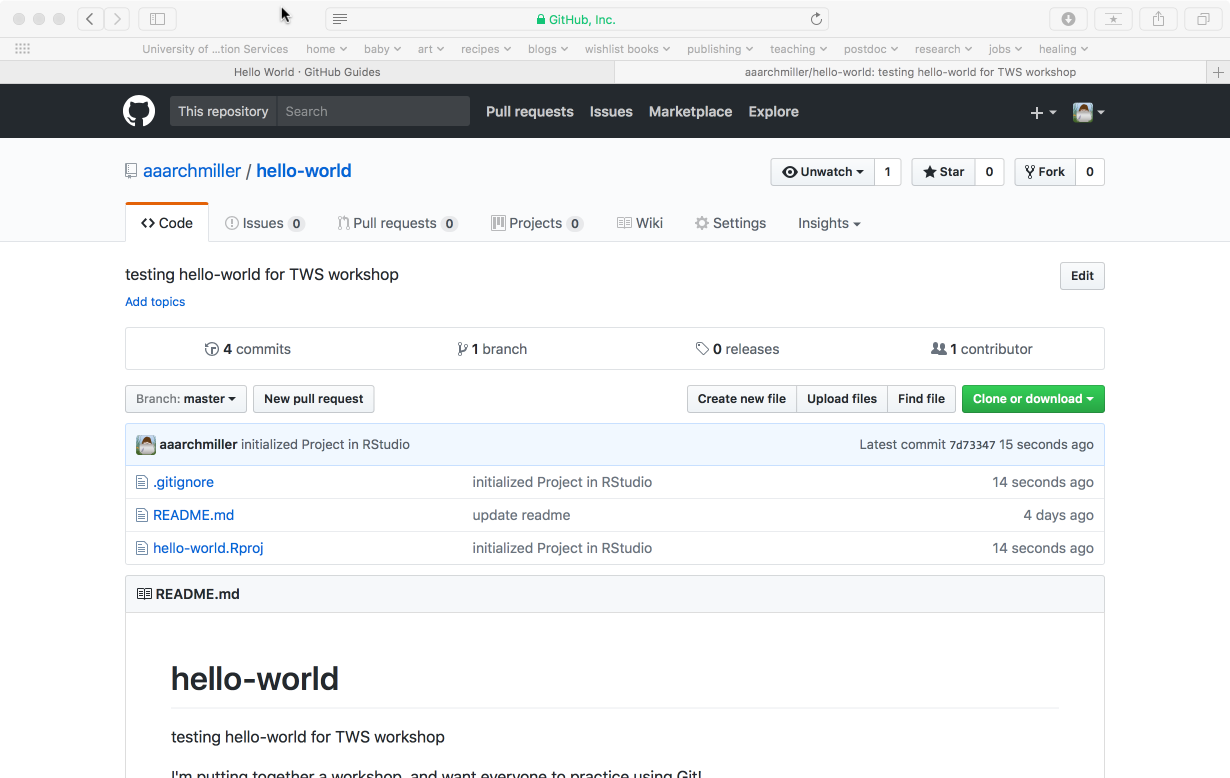 GitHub, Inc.
University of ...tion Services home baby art recipes blogs wishlist books publishing teaching postdoc research jobs healing
Hello World · GitHub Guides aaarchmiller/hello-world: testing hello-world for TWS workshop
This repository Search Pull requests Issues Marketplace Explore
aaarchmiller / hello-world Unwatch 1 Star 0 Fork 0
Code Issues 0 Pull requests 0 Projects 0 Wiki Settings Insights
testing hello-world for TWS workshop Edit
Add topics
4 commits 1 branch 0 releases 1 contributor
Branch: master New pull request Create new file Upload files Find file Clone or download
aaarchmiller initialized Project in RStudio Latest commit 7d73347 15 seconds ago
.gitignore initialized Project in RStudio 14 seconds ago
README.md update readme 4 days ago
hello-world.Rproj initialized Project in RStudio 14 seconds ago
README.md
hello-world
testing hello-world for TWS workshop
I'm putting together a workshop, and want everyone to practice using Git!